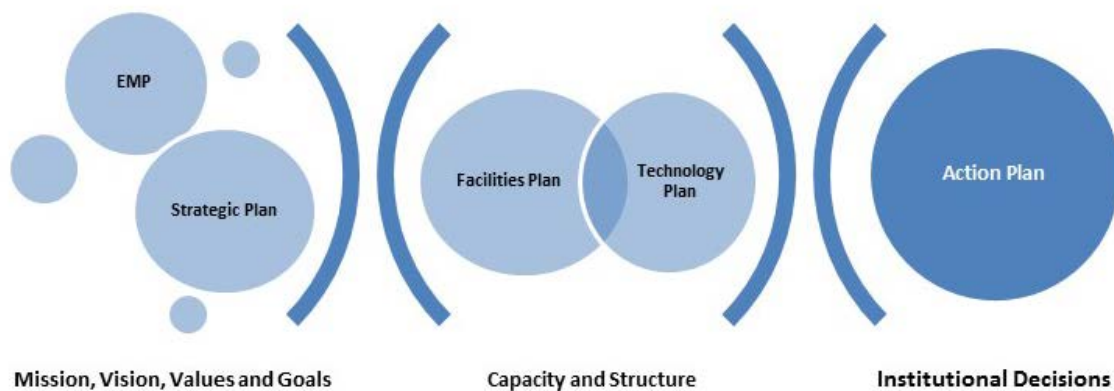 EMP
Strategic Plan
Facilities Plan
Technology
Plan
Action Plan
Mission, Vision, Values and Goals
Capacity and Structure
Institutional Decisions